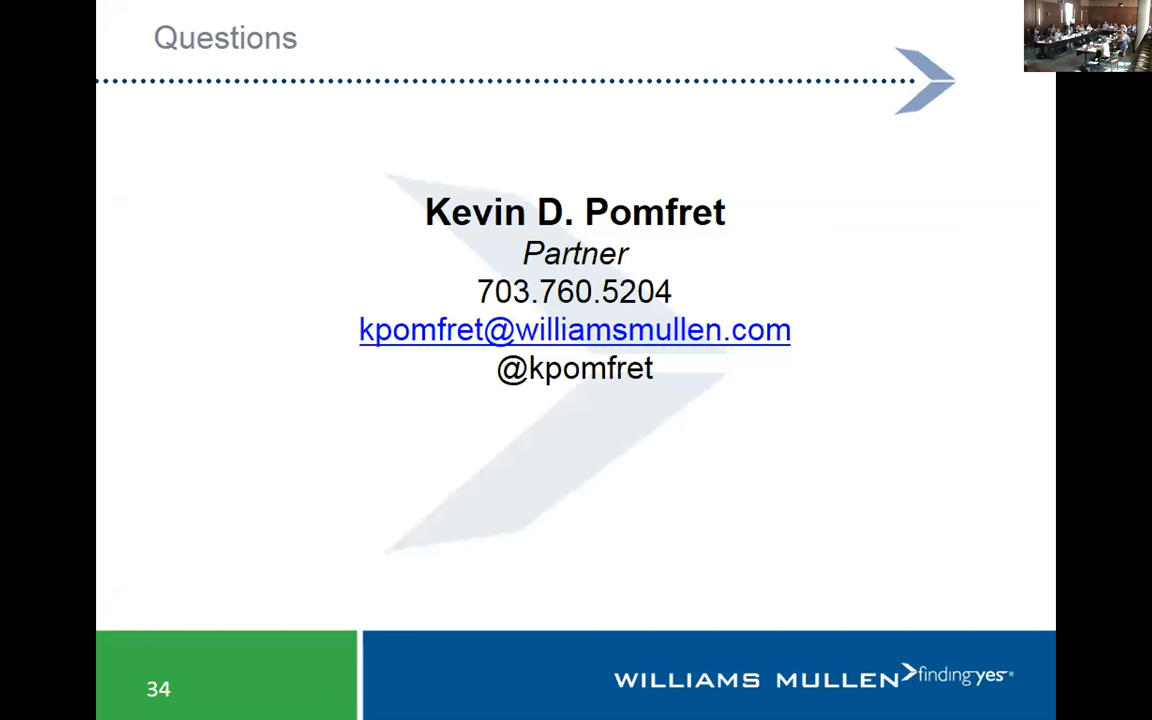 Questions
Kevin D. Pomfret
Partner
703.760.5204
kpomfret@williamsmullen.com
@kpomfret
34
WILLIAMS MULLEN finding yes®